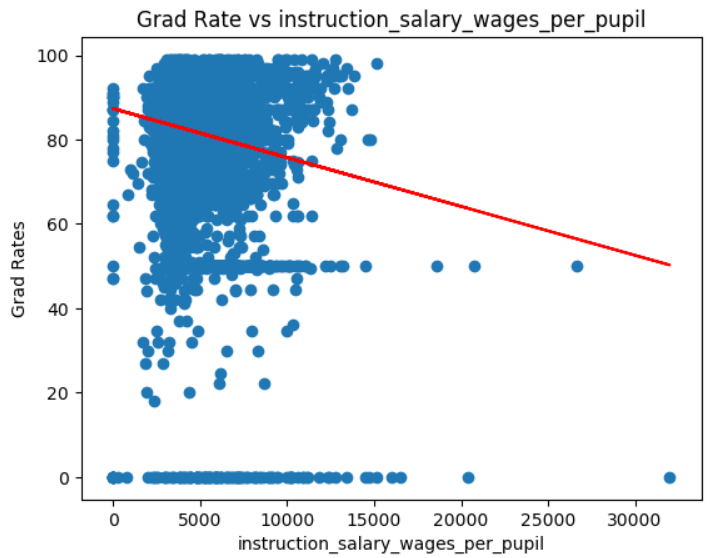 Grad Rate vs instruction_salary_wages_per_pupil
100
80
60
40
20
0
Grad Rates
0 5000 10000 15000 20000 25000 30000
instruction_salary_wages_per_pupil